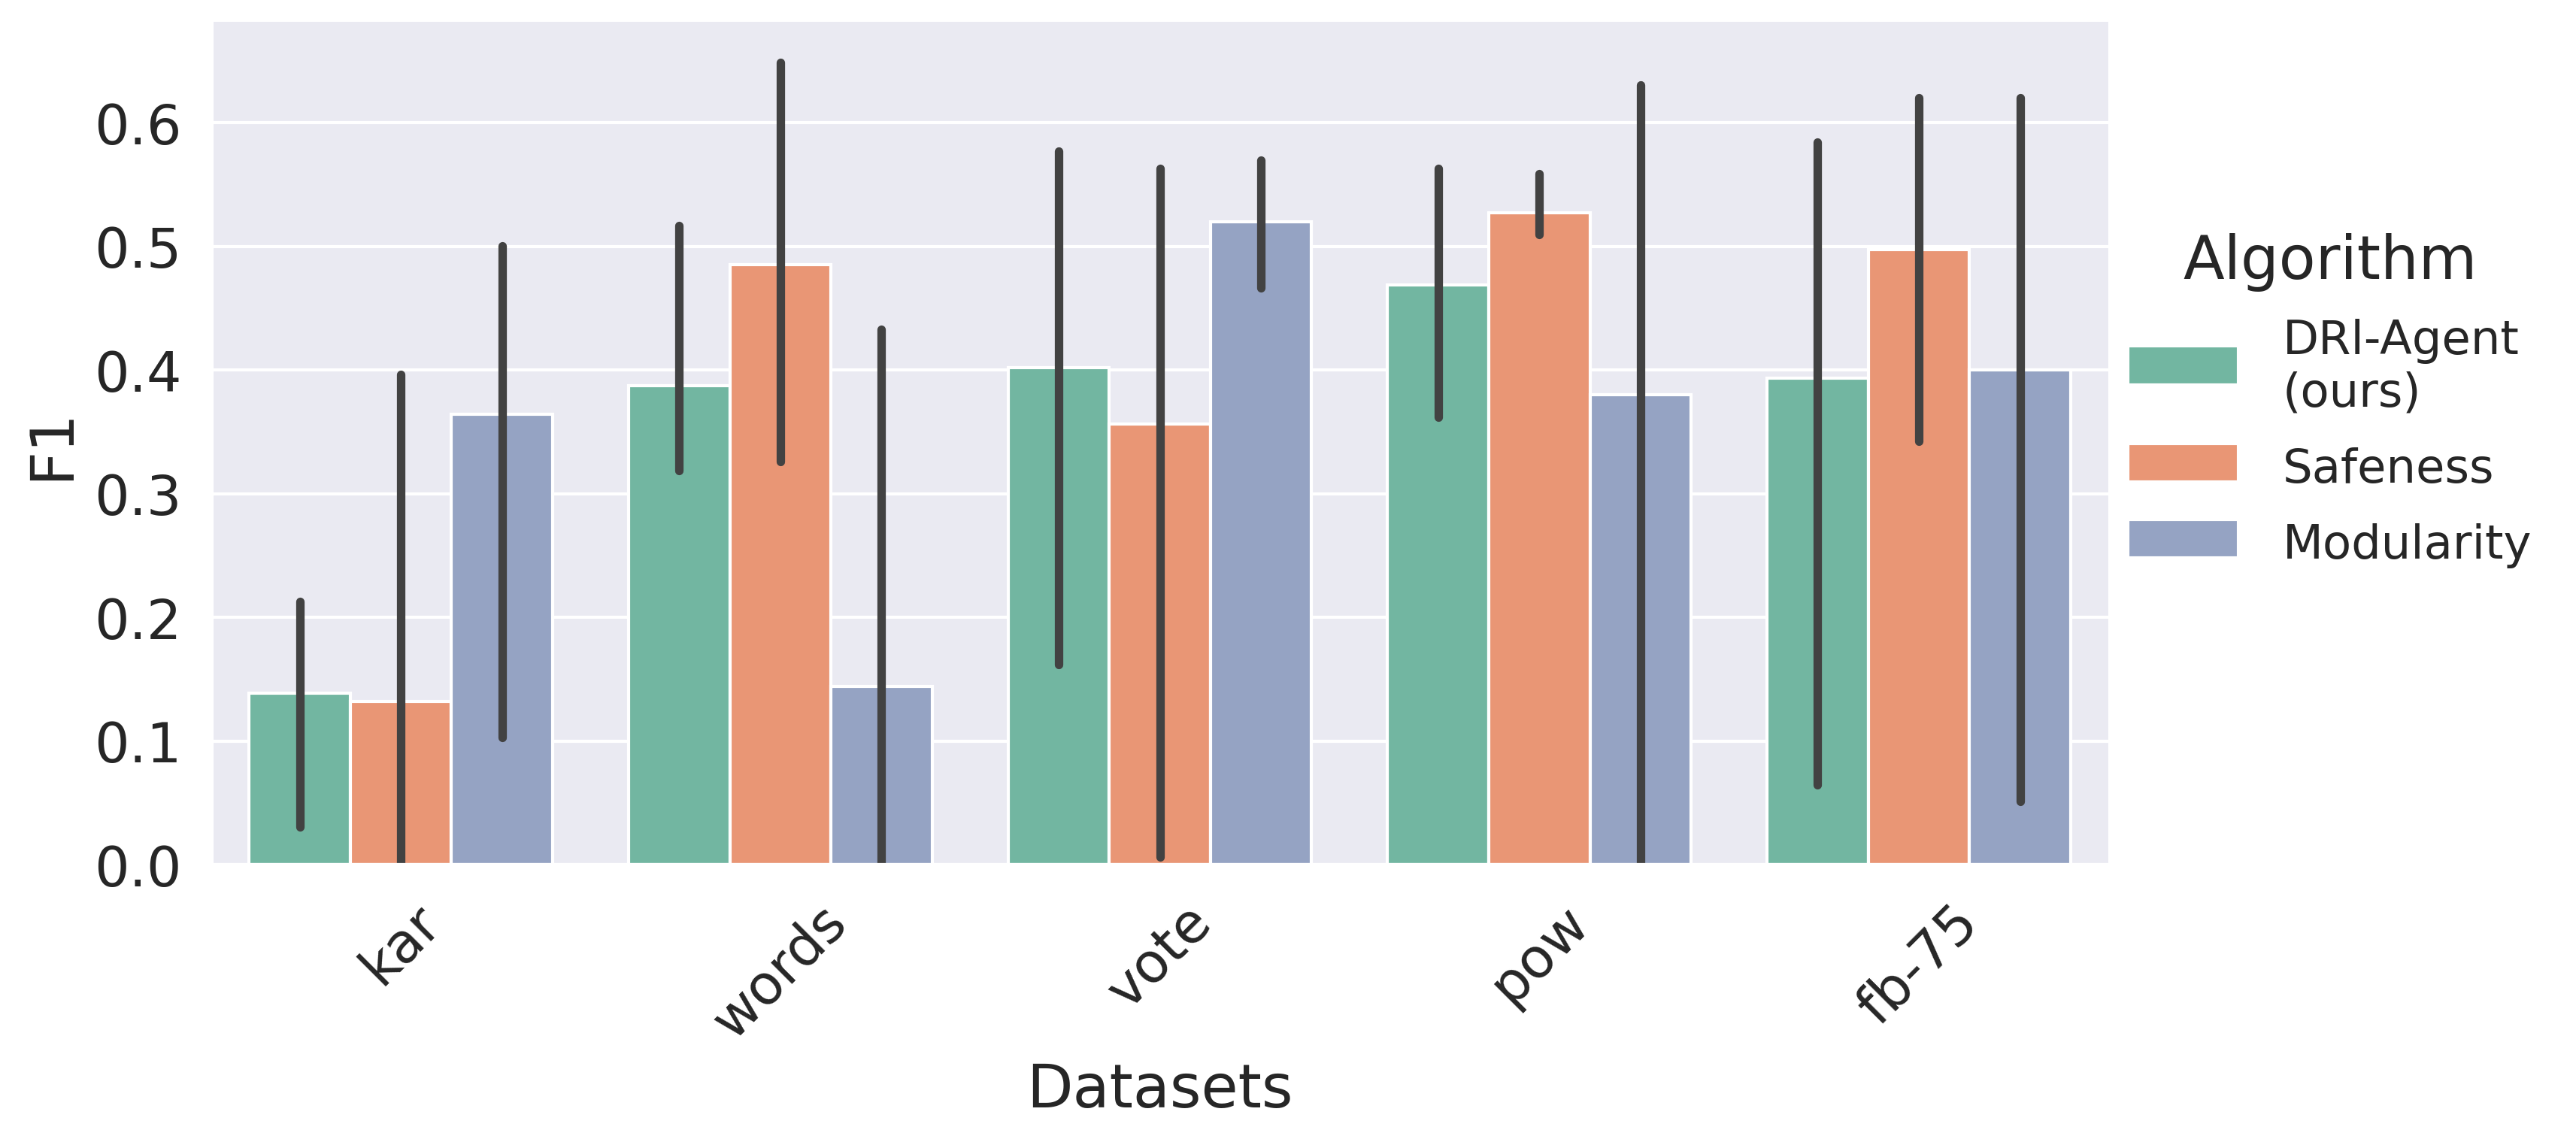 0.6
0.5
0.4
0.3
0.2
0.1
0.0
F1
kar
words
vote
pow
fb-75
Datasets
Algorithm
DRl-Agent
(ours)
Safeness
Modularity